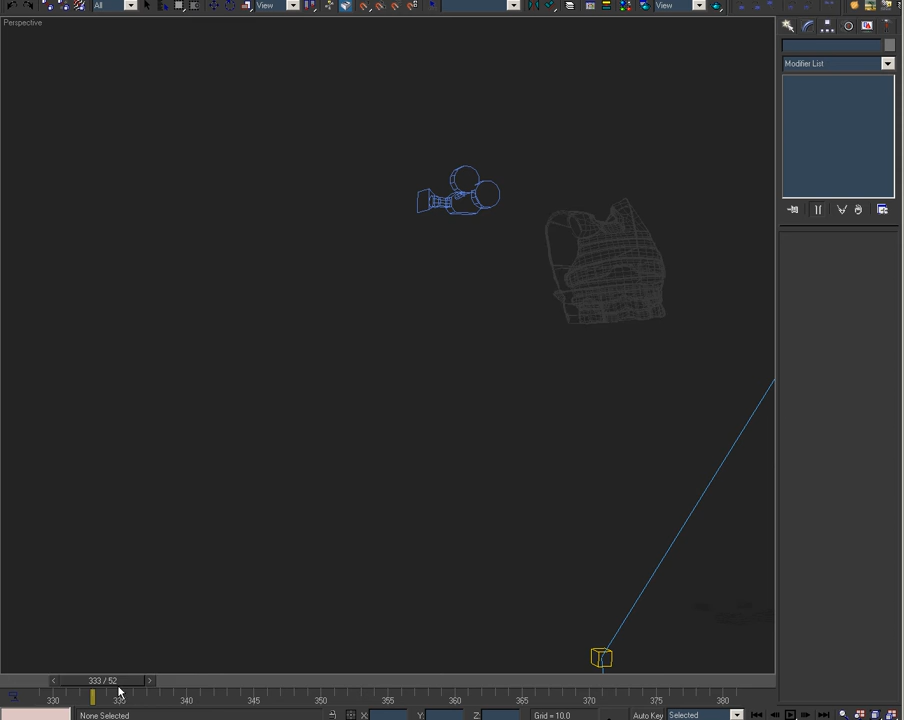 All View View
Perspective
Modifier List
333 / 52
330 335 340 345 350 355 360 365 370 375 380
None Selected X: Y: Z: Grid = 10.0 Auto Key Selected